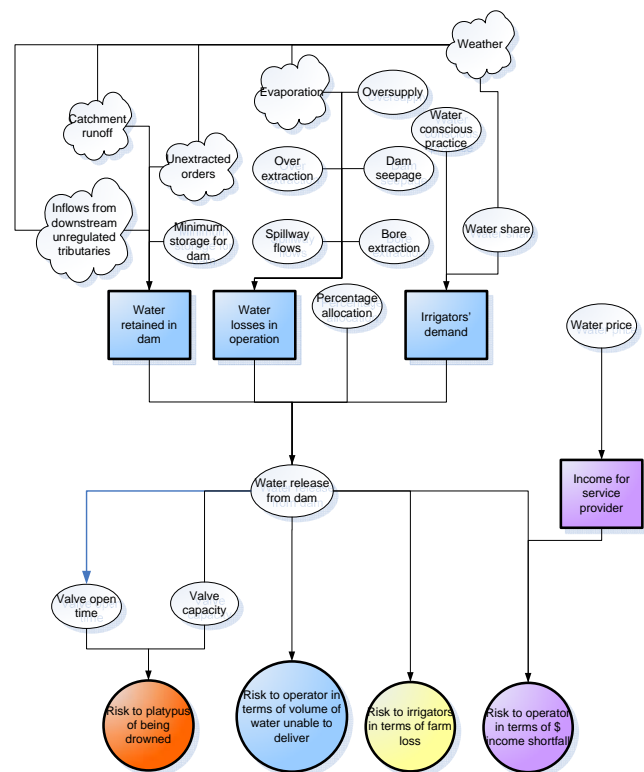 Weather
Evaporation
Oversupply
Catchment
runoff
Water
conscious
practice
Unextracted
orders
Over
extraction
Dam
seepage
Inflows from
downstream
unregulated
tributaries
Minimum
storage for
dam
Spillway
flows
Bore
extraction
Water share
Water
retained in
dam
Water
losses in
operation
Percentage
allocation
Irrigators'
demand
Water price
Water release
from dam
Income for
service
provider
Valve open
time
Valve
capacity
Risk to platypus
of being
drowned
Risk to operator in
terms of volume of
water unable to
deliver
Risk to irrigators
in terms of farm
loss
Risk to operator
in terms of $
income shortfall